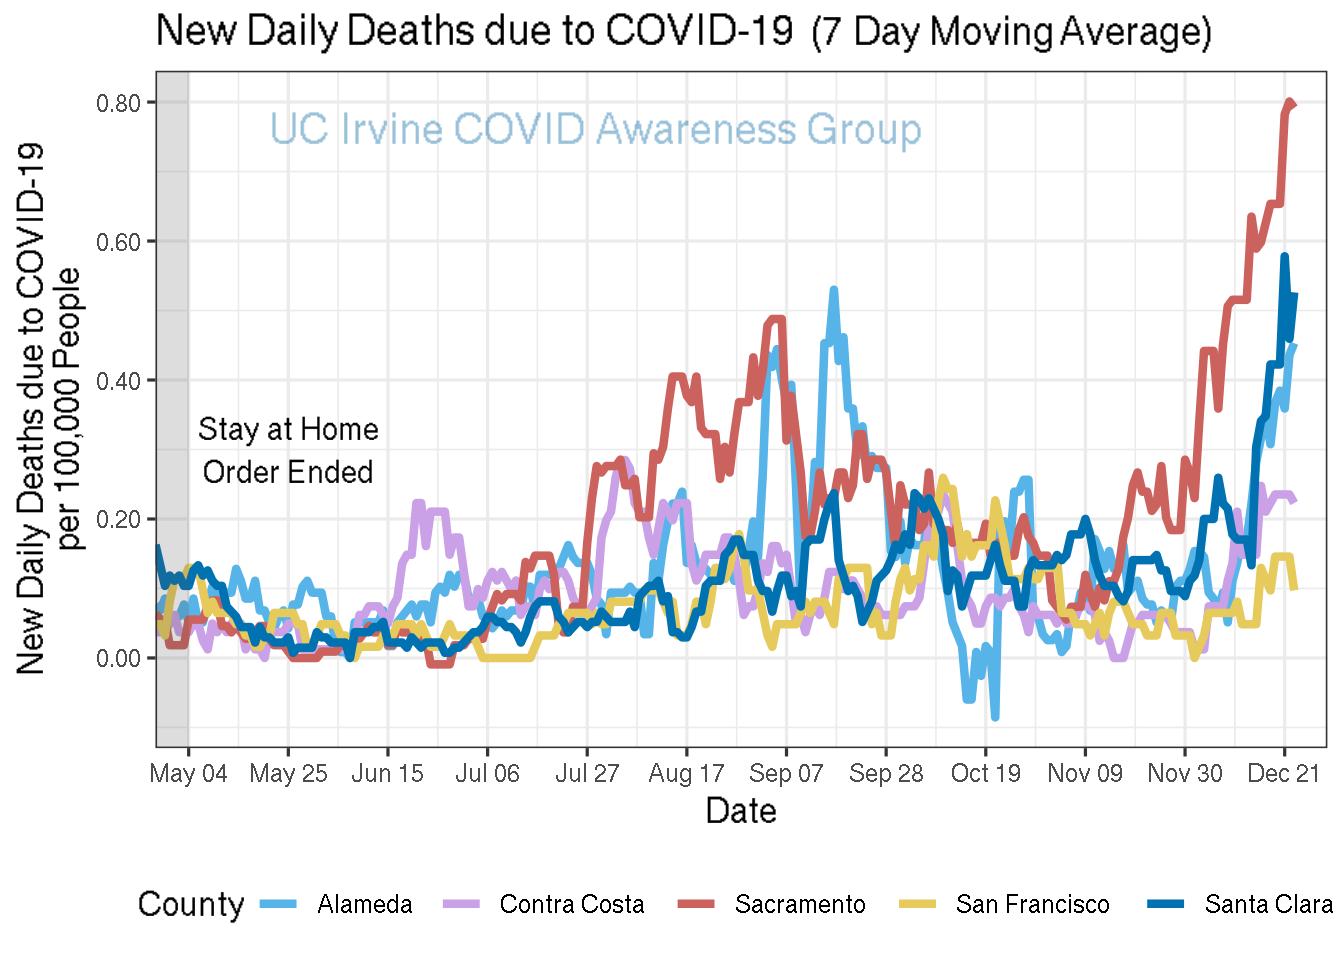 New Daily Deaths due to COVID-19 (7 Day Moving Average)
UC Irvine COVID Awareness Group
New Daily Deaths due to COVID-19
per 100,000 People
0.80
0.60
0.40
0.20
0.00
Stay at Home
Order Ended
May 04 May 25 Jun 15 Jul 06 Jul 27 Aug 17 Sep 07 Sep 28 Oct 19 Nov 09 Nov 30 Dec 21
Date
County Alameda Contra Costa Sacramento San Francisco Santa Clara